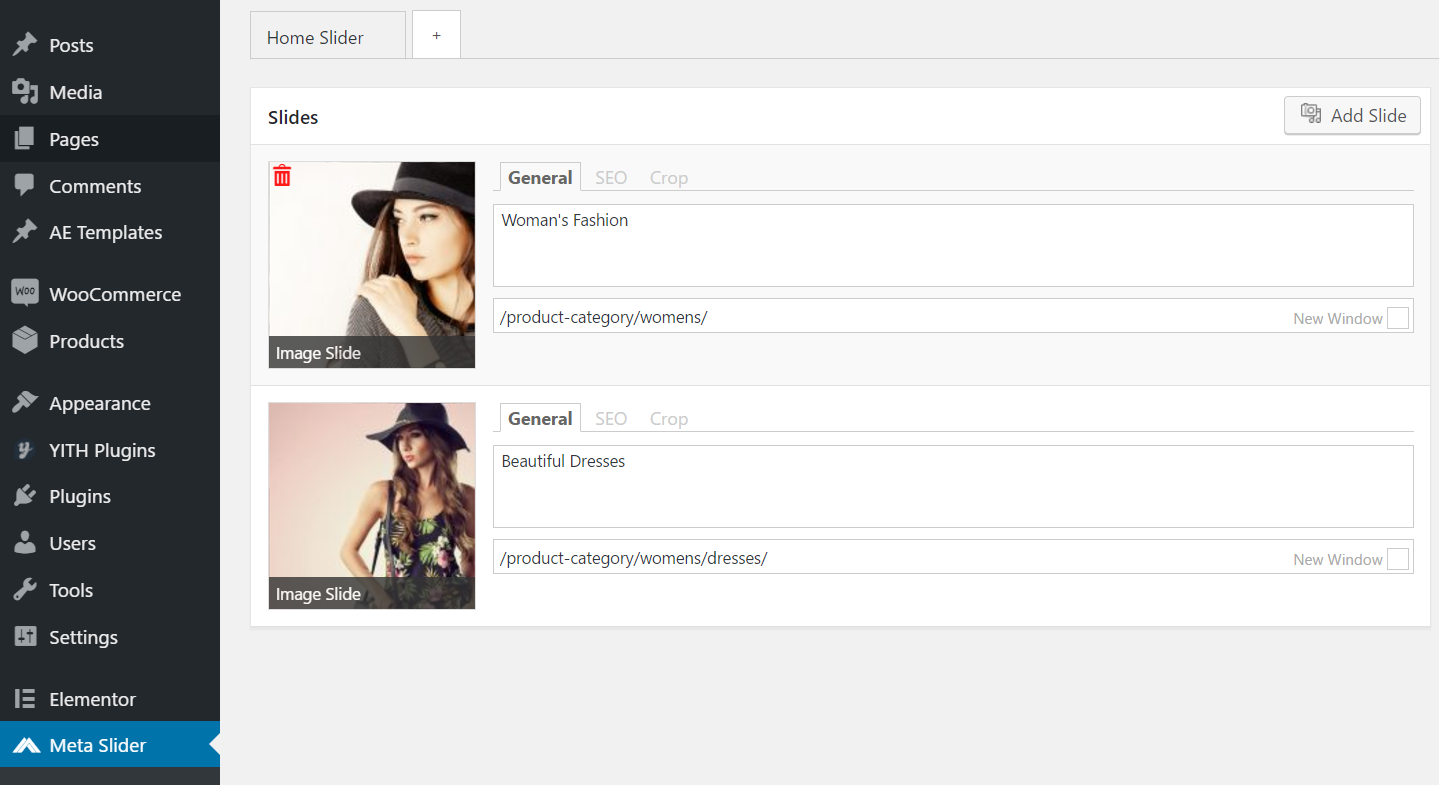 Posts
Media
Pages
Comments
AE Templates
Woo WooCommerce
Products
Appearance
YITH Plugins
Plugins
Users
Tools
Settings
Elementor
Meta Slider
Home Slider +
Slides Add Slide
General SEO Crop
Woman's Fashion
/product-category/womens/ New Window
Image Slide
General SEO Crop
Beautiful Dresses
/product-category/womens/dresses/ New Window
Image Slide